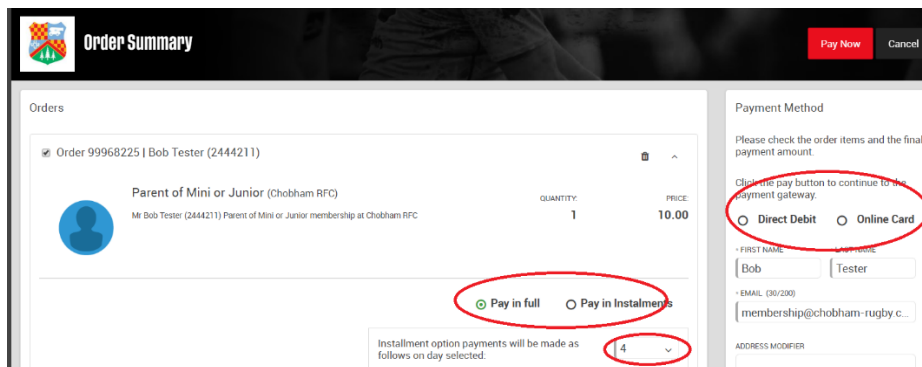 Order Summary
Pay Now
Cancel
Orders
Order 99968225 | Bob Tester (2444211)
Parent of Mini or Junior (Chobham RFC)
Mr Bob Tester (2444211) Parent of Mini or Junior membership at Chobham RFC
QUANTITY:
1
PRICE:
10.00
Pay in full
Pay in Instalments
Installment option payments will be made as
follows on day selected:
4
Payment Method
Please check the order items and the final
payment amount.
Click the pay button to continue to the
payment gateway.
Direct Debit
Online Card
* FIRST NAME
LAST NAME
Bob
Tester
* EMAIL (30/200)
membership@chobham-rugby.c...
ADDRESS MODIFIER